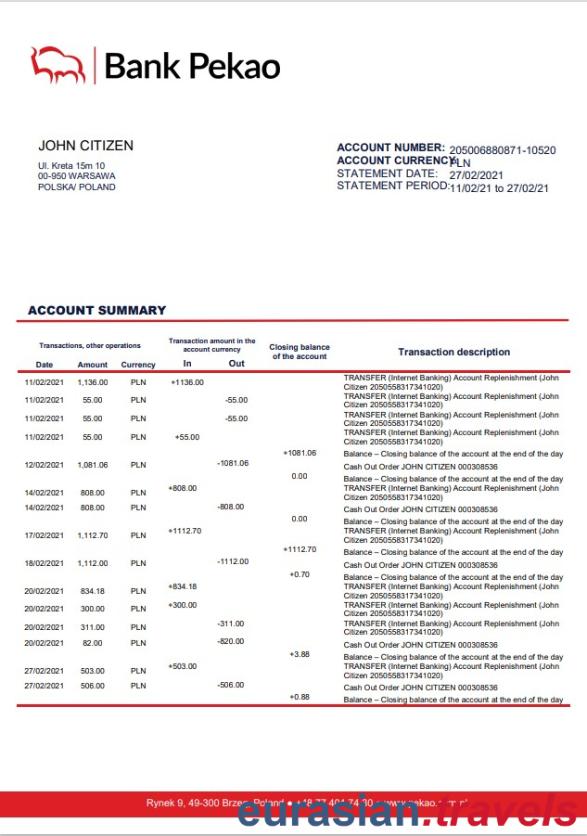 Bank Pekao
JOHN CITIZEN
Ul. Kreta 15m 10
00-950 WARSAWA
POLSKA/ POLAND
ACCOUNT NUMBER: 205006880871-10520
ACCOUNT CURRENCY: PLN
STATEMENT DATE: 27/02/2021
STATEMENT PERIOD: 11/02/21 to 27/02/21
ACCOUNT SUMMARY
Transactions, other operations
Transaction amount in the
account currency
Closing balance
of the account
Transaction description
Date Amount Currency In Out
11/02/2021 1,136.00 PLN +1136.00 TRANSFER (Internet Banking) Account Replenishment (John
Citizen 2050558317341020)
11/02/2021 55.00 PLN -55.00 TRANSFER (Internet Banking) Account Replenishment (John
Citizen 2050558317341020)
11/02/2021 55.00 PLN -55.00 TRANSFER (Internet Banking) Account Replenishment (John
Citizen 2050558317341020)
11/02/2021 55.00 PLN +55.00 TRANSFER (Internet Banking) Account Replenishment (John
Citizen 2050558317341020)
+1081.06 Balance – Closing balance of the account at the end of the day
12/02/2021 1,081.06 PLN -1081.06 Cash Out Order JOHN CITIZEN 000308536
0.00 Balance – Closing balance of the account at the end of the day
14/02/2021 808.00 PLN +808.00 TRANSFER (Internet Banking) Account Replenishment (John
Citizen 2050558317341020)
14/02/2021 808.00 PLN -808.00 Cash Out Order JOHN CITIZEN 000308536
0.00 Balance – Closing balance of the account at the end of the day
17/02/2021 1,112.70 PLN +1112.70 TRANSFER (Internet Banking) Account Replenishment (John
Citizen 2050558317341020)
+1112.70 Balance – Closing balance of the account at the end of the day
18/02/2021 1,112.00 PLN -1112.00 Cash Out Order JOHN CITIZEN 000308536
+0.70 Balance – Closing balance of the account at the end of the day
20/02/2021 834.18 PLN +834.18 TRANSFER (Internet Banking) Account Replenishment (John
Citizen 2050558317341020)
20/02/2021 300.00 PLN +300.00 TRANSFER (Internet Banking) Account Replenishment (John
Citizen 2050558317341020)
20/02/2021 311.00 PLN -311.00 TRANSFER (Internet Banking) Account Replenishment (John
Citizen 2050558317341020)
20/02/2021 82.00 PLN -820.00 Cash Out Order JOHN CITIZEN 000308536
+3.88 Balance – Closing balance of the account at the end of the day
27/02/2021 503.00 PLN +503.00 TRANSFER (Internet Banking) Account Replenishment (John
Citizen 2050558317341020)
27/02/2021 506.00 PLN -506.00 Cash Out Order JOHN CITIZEN 000308536
+0.88 Balance – Closing balance of the account at the end of the day
Rynek 9, 49-300 Brzeg, Poland ●
eurasian.travels